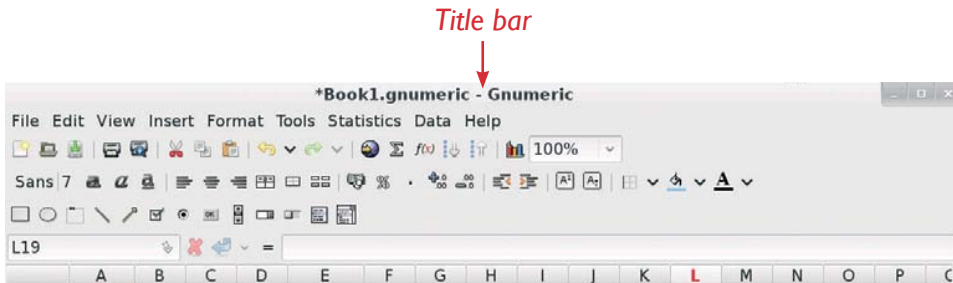 Title bar
*Book1.gnumeric - Gnumeric
File Edit View Insert Format Tools Statistics Data Help
Σ f(x) 100%
Sans 7 a a a % . A A A
L19 =
A B C D E F G H I J K L M N O P